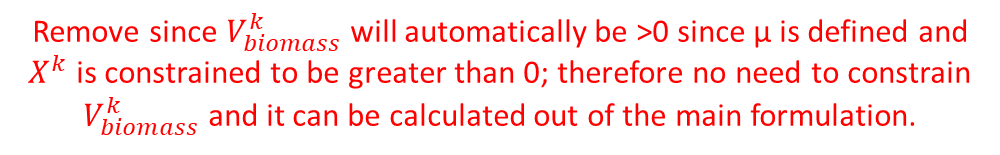 Remove since $V_{biomass}^{k}$ will automatically be >0 since μ is defined and
$X^{k}$ is constrained to be greater than 0; therefore no need to constrain
$V_{biomass}^{k}$ and it can be calculated out of the main formulation.